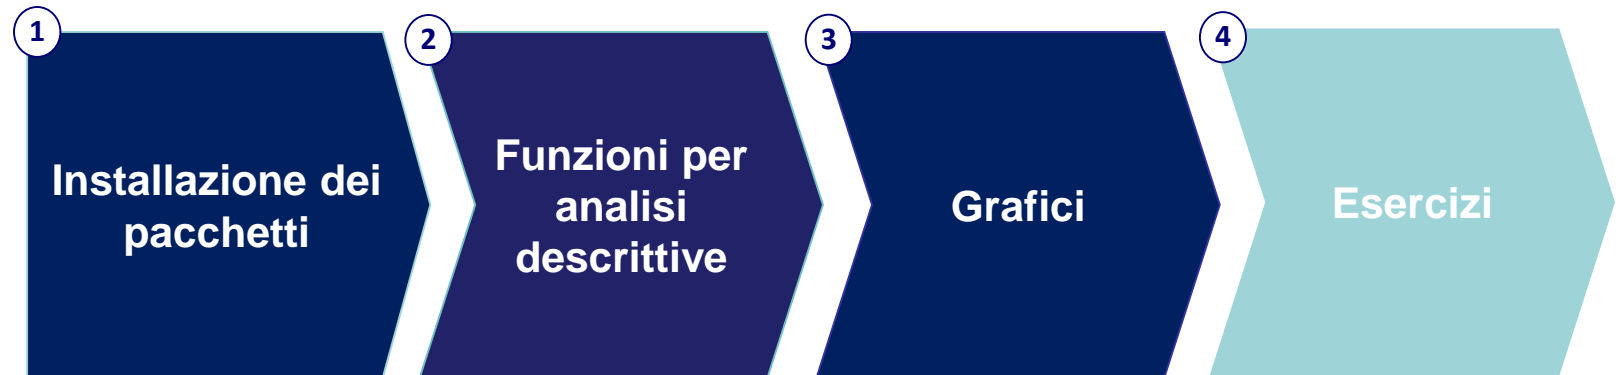 1
Installazione dei
pacchetti
2
Funzioni per
analisi
descrittive
3
Grafici
4
Esercizi